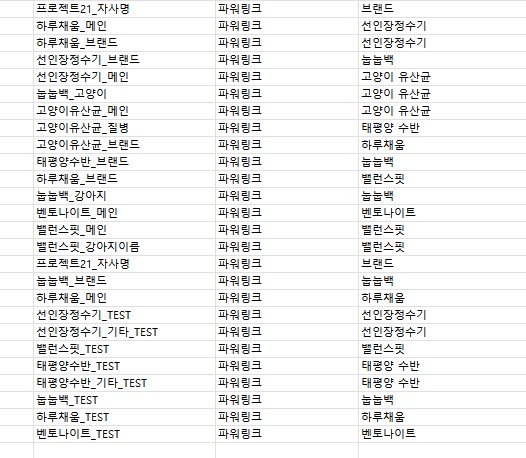 프로젝트21_자사명 파워링크 브랜드
하루채움_메인 파워링크 선인장정수기
하루채움_브랜드 파워링크 선인장정수기
선인장정수기_브랜드 파워링크 눕눕백
선인장정수기_메인 파워링크 고양이 유산균
눕눕백_고양이 파워링크 고양이 유산균
고양이유산균_메인 파워링크 고양이 유산균
고양이유산균_질병 파워링크 태평양 수반
고양이유산균_브랜드 파워링크 하루채움
태평양수반_브랜드 파워링크 눕눕백
하루채움_브랜드 파워링크 밸런스핏
눕눕백_강아지 파워링크 눕눕백
벤토나이트_메인 파워링크 벤토나이트
밸런스핏_메인 파워링크 밸런스핏
밸런스핏_강아지이름 파워링크 밸런스핏
프로젝트21_자사명 파워링크 브랜드
눕눕백_브랜드 파워링크 눕눕백
하루채움_메인 파워링크 하루채움
선인장정수기_TEST 파워링크 선인장정수기
선인장정수기_기타_TEST 파워링크 선인장정수기
밸런스핏_TEST 파워링크 밸런스핏
태평양수반_TEST 파워링크 태평양 수반
태평양수반_기타_TEST 파워링크 태평양 수반
눕눕백_TEST 파워링크 눕눕백
하루채움_TEST 파워링크 하루채움
벤토나이트_TEST 파워링크 벤토나이트